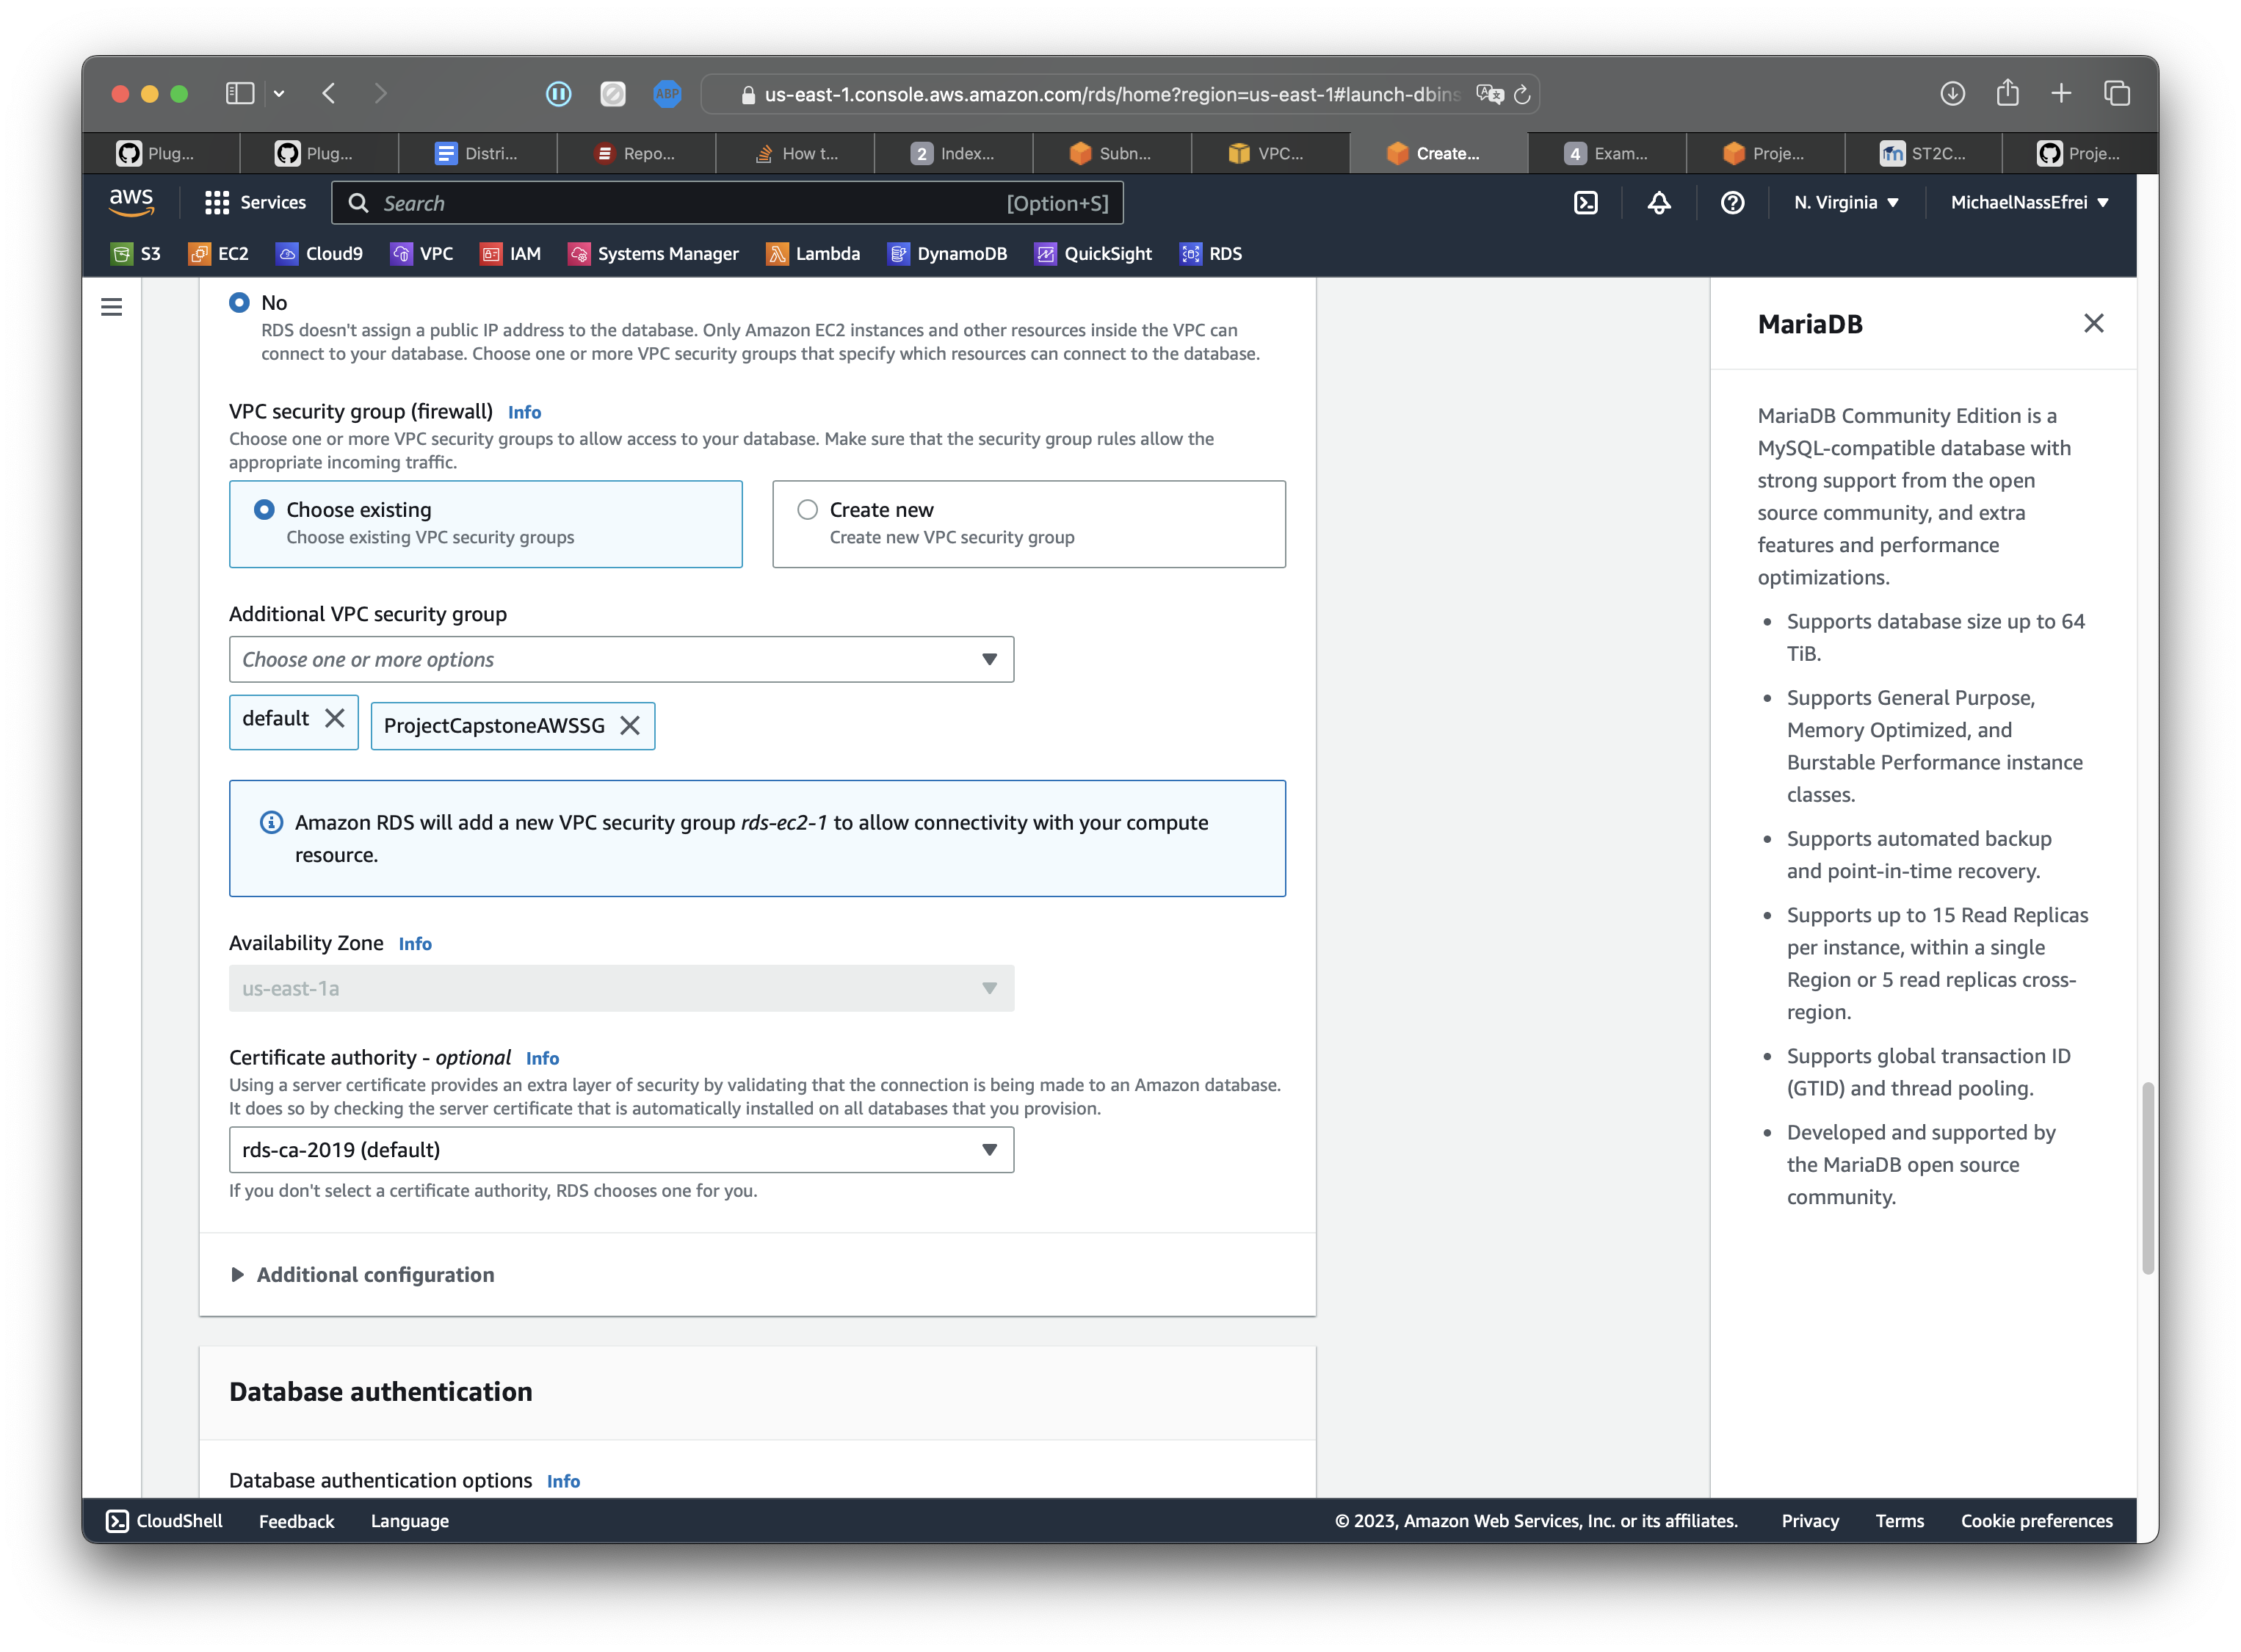 ABP
us-east-1.console.aws.amazon.com/rds/home?region=us-east-1#launch-dbins
Plug...
Plug...
Distri...
Repo...
How t...
2 Index...
Subn...
VPC...
Create...
4 Exam...
Proje...
ST2C...
Proje...
aws
Services
Search
[Option+S]
N. Virginia
MichaelNassEfrei
S3
EC2
Cloud9
VPC
IAM
Systems Manager
Lambda
DynamoDB
QuickSight
RDS
No
RDS doesn't assign a public IP address to the database. Only Amazon EC2 instances and other resources inside the VPC can
connect to your database. Choose one or more VPC security groups that specify which resources can connect to the database.
VPC security group (firewall) Info
Choose one or more VPC security groups to allow access to your database. Make sure that the security group rules allow the
appropriate incoming traffic.
Choose existing
Choose existing VPC security groups
Create new
Create new VPC security group
Additional VPC security group
Choose one or more options
default
ProjectCapstoneAWSSG
Amazon RDS will add a new VPC security group rds-ec2-1 to allow connectivity with your compute
resource.
Availability Zone Info
us-east-1a
Certificate authority - optional Info
Using a server certificate provides an extra layer of security by validating that the connection is being made to an Amazon database.
It does so by checking the server certificate that is automatically installed on all databases that you provision.
rds-ca-2019 (default)
If you don't select a certificate authority, RDS chooses one for you.
Additional configuration
Database authentication
Database authentication options Info
MariaDB
MariaDB Community Edition is a
MySQL-compatible database with
strong support from the open
source community, and extra
features and performance
optimizations.
• Supports database size up to 64
TiB.
• Supports General Purpose,
Memory Optimized, and
Burstable Performance instance
classes.
• Supports automated backup
and point-in-time recovery.
• Supports up to 15 Read Replicas
per instance, within a single
Region or 5 read replicas cross-
region.
• Supports global transaction ID
(GTID) and thread pooling.
• Developed and supported by
the MariaDB open source
community.
CloudShell
Feedback
Language
© 2023, Amazon Web Services, Inc. or its affiliates.
Privacy
Terms
Cookie preferences